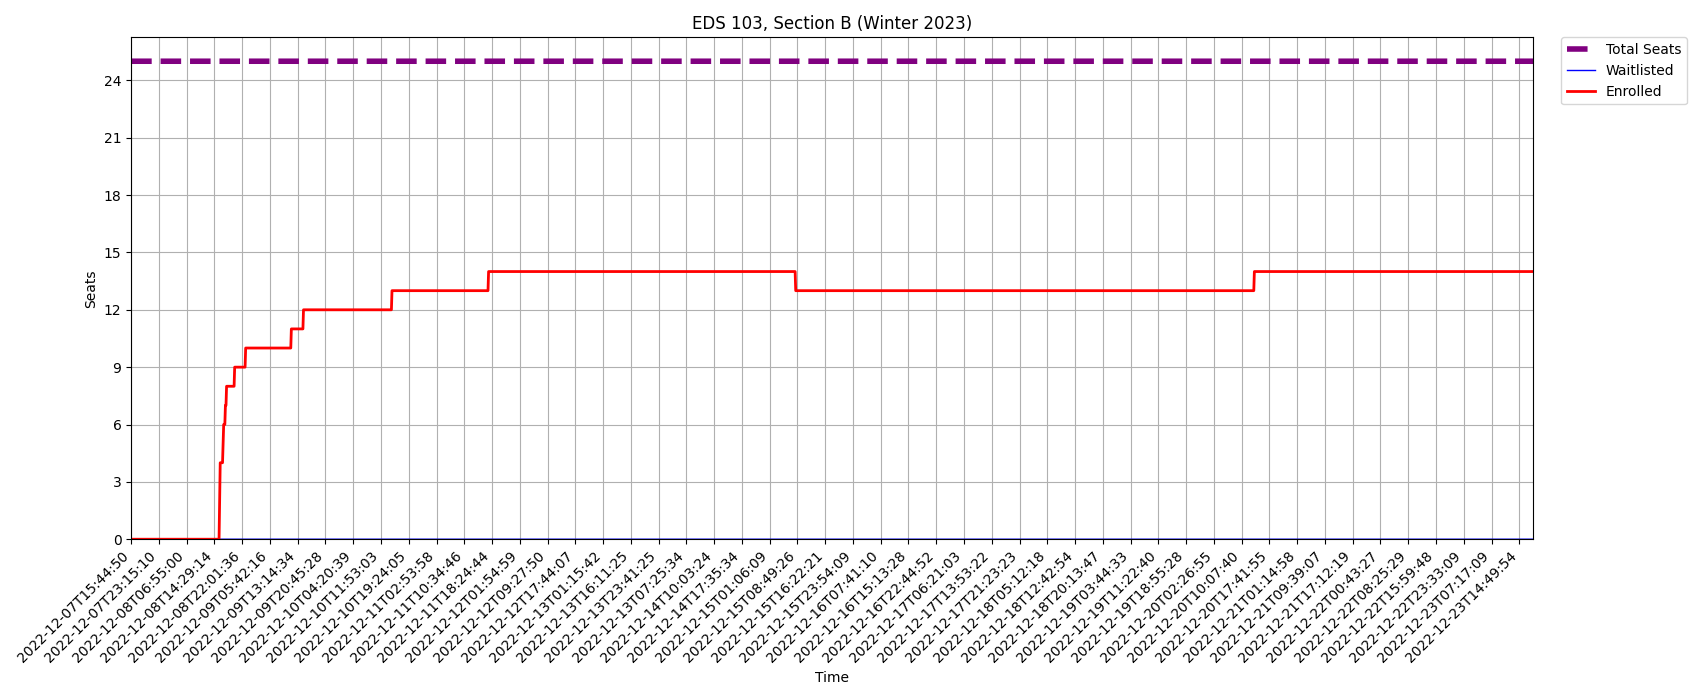 EDS 103, Section B (Winter 2023)
Total Seats
Waitlisted
Enrolled
24
21
18
15
12
9
6
3
0
Seats
2022-12-07T15:44:50
2022-12-07T23:15:10
2022-12-08T06:55:00
2022-12-08T14:29:14
2022-12-08T22:01:36
2022-12-09T05:42:16
2022-12-09T13:14:34
2022-12-09T20:45:28
2022-12-10T04:20:39
2022-12-10T11:53:03
2022-12-10T19:24:05
2022-12-11T02:53:58
2022-12-11T10:34:46
2022-12-11T18:24:44
2022-12-12T01:54:59
2022-12-12T09:27:50
2022-12-12T17:44:07
2022-12-13T01:15:42
2022-12-13T16:11:25
2022-12-13T23:41:25
2022-12-13T07:25:34
2022-12-14T10:03:24
2022-12-14T17:35:34
2022-12-15T01:06:09
2022-12-15T08:49:26
2022-12-15T16:22:21
2022-12-15T23:54:09
2022-12-16T07:41:10
2022-12-16T15:13:28
2022-12-16T22:44:52
2022-12-17T06:21:03
2022-12-17T13:53:22
2022-12-17T21:23:23
2022-12-18T05:12:18
2022-12-18T12:42:54
2022-12-18T20:13:47
2022-12-19T03:44:33
2022-12-19T11:22:40
2022-12-19T18:55:28
2022-12-20T02:26:55
2022-12-20T10:07:40
2022-12-20T17:41:55
2022-12-21T01:14:58
2022-12-21T09:39:07
2022-12-21T17:12:19
2022-12-22T00:43:27
2022-12-22T08:25:29
2022-12-22T15:59:48
2022-12-22T23:33:09
2022-12-23T07:17:09
2022-12-23T14:49:54
Time